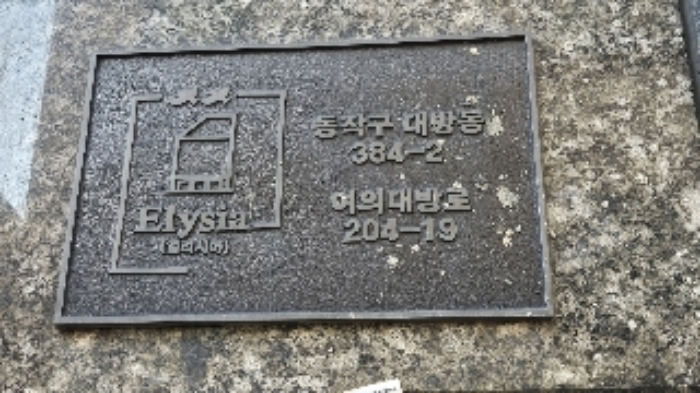 Elysia
(엘리시아)
동작구 대방동
384-2
여의대방로
204-19